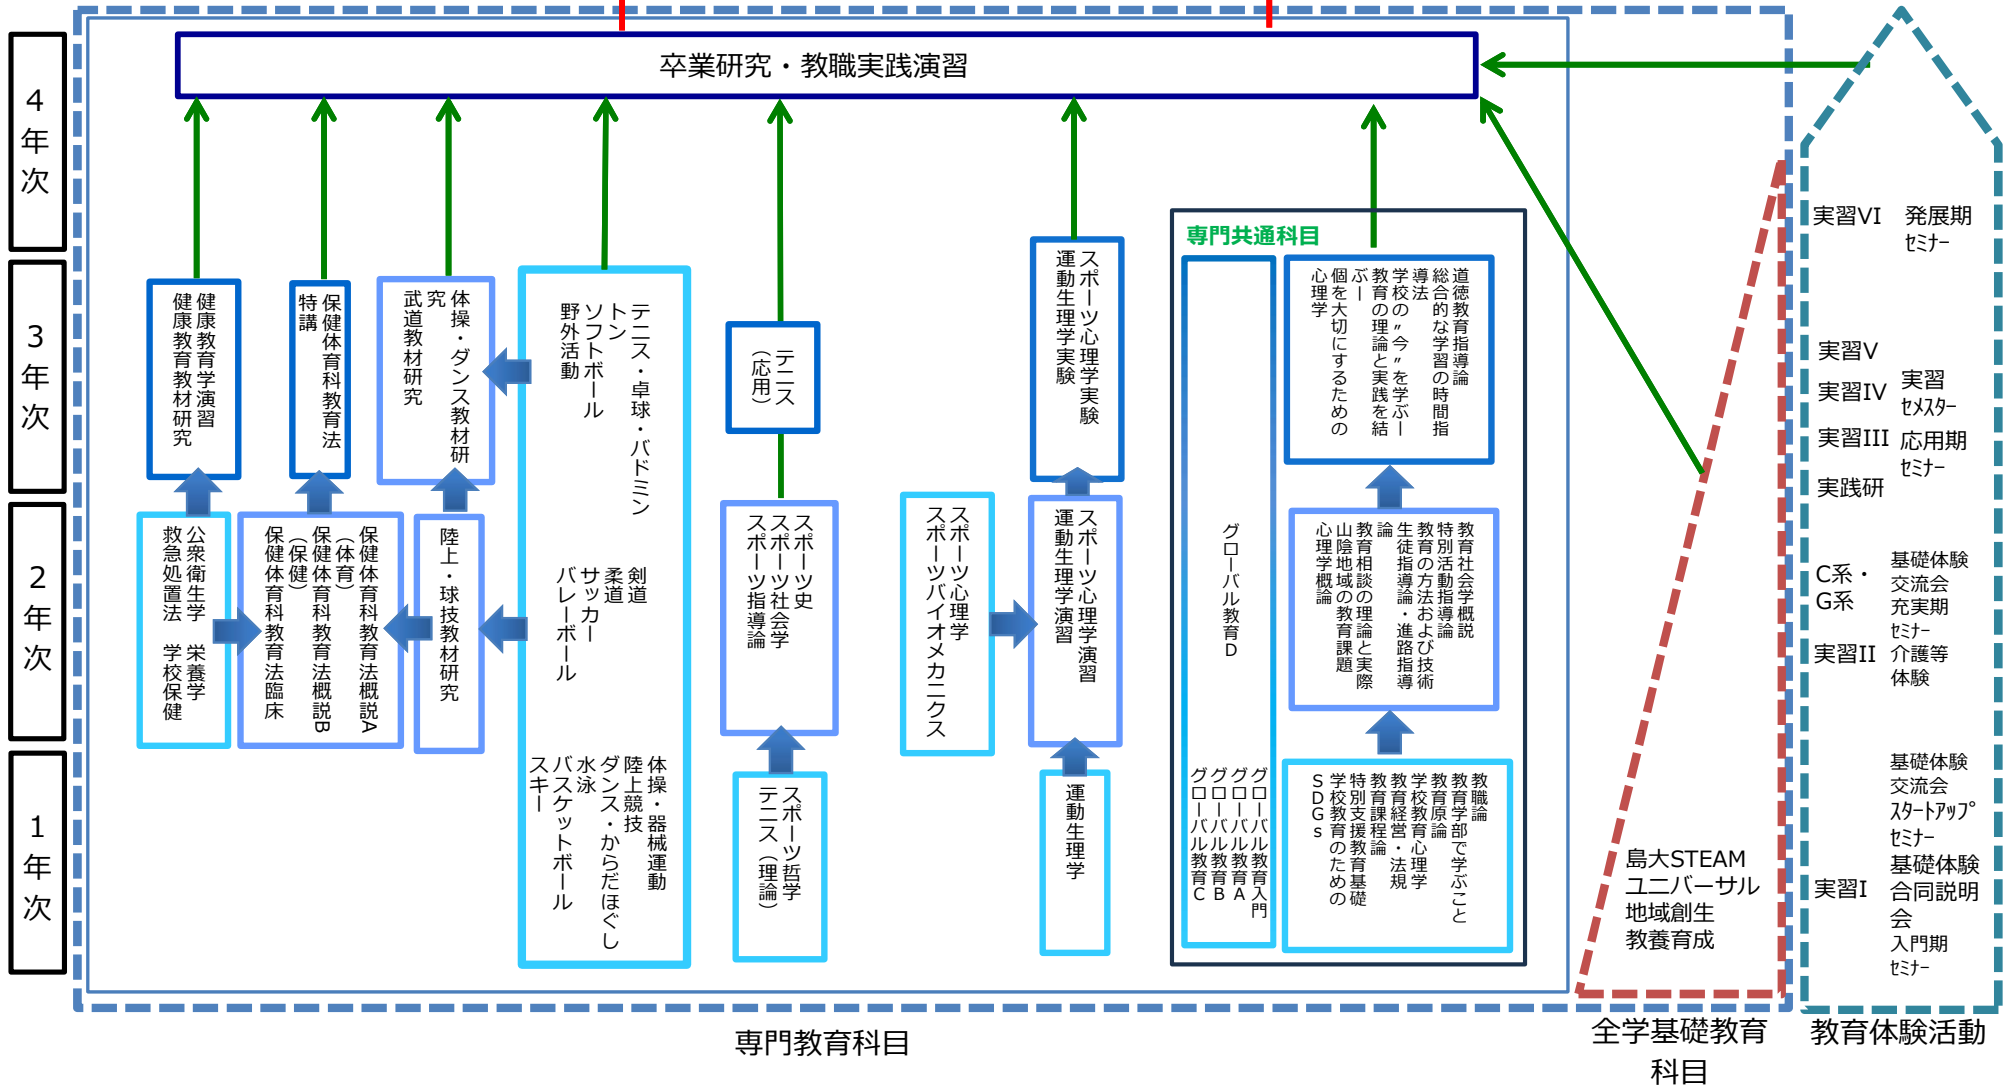 卒業研究・教職実践演習
4年次
3年次
2年次
1年次
健康教育学演習
健康教育教材研究
保健体育科教育法
特講
体操・ダンス教材研
究
武道教材研究
テニス・卓球・バドミン
トン
ソフトボール
野外活動
剣道
柔道
サッカー
バレーボール
体操・器械運動
陸上競技
ダンス・からだほぐし
水泳
バスケットボール
スキー
公衆衛生学 栄養学
救急処置法 学校保健
保健体育科教育法概説A
（体育）
保健体育科教育法概説B
（保健）
保健体育科教育法臨床
陸上・球技教材研究
テニス
（応用）
スポーツ史
スポーツ社会学
スポーツ指導論
スポーツ哲学
テニス（理論）
スポーツ心理学
スポーツバイオメカニクス
スポーツ心理学実験
運動生理学実験
スポーツ心理学演習
運動生理学演習
運動生理学
専門共通科目
グローバル教育D
グローバル教育入門
グローバル教育A
グローバル教育B
グローバル教育C
道徳教育指導論
総合的な学習の時間指
導法
学校の〃今〃を学ぶー
教育の理論と実践を結
ぶー
個を大切にするための
心理学
教育社会学概説
特別活動指導論
教育の方法および技術
生徒指導論・進路指導
論
教育相談の理論と実際
山陰地域の教育課題
心理学概論
教職論
教育学部で学ぶこと
教育原論
学校教育心理学
教育経営・法規
教育課程論
特別支援教育基礎
学校教育のための
SDGs
島大STEAM
ユニバーサル
地域創生
教養育成
実習VI
発展期
ｾﾐﾅｰ
実習V
実習IV
実習
ｾﾒｽﾀｰ
実習III
応用期
ｾﾐﾅｰ
実践研
C系・
G系
基礎体験
交流会
充実期
ｾﾐﾅｰ
実習II
介護等
体験
基礎体験
交流会
ｽﾀｰﾄｱｯﾌﾟ
ｾﾐﾅｰ
実習I
基礎体験
合同説明
会
入門期
ｾﾐﾅｰ
専門教育科目
全学基礎教育
科目
教育体験活動